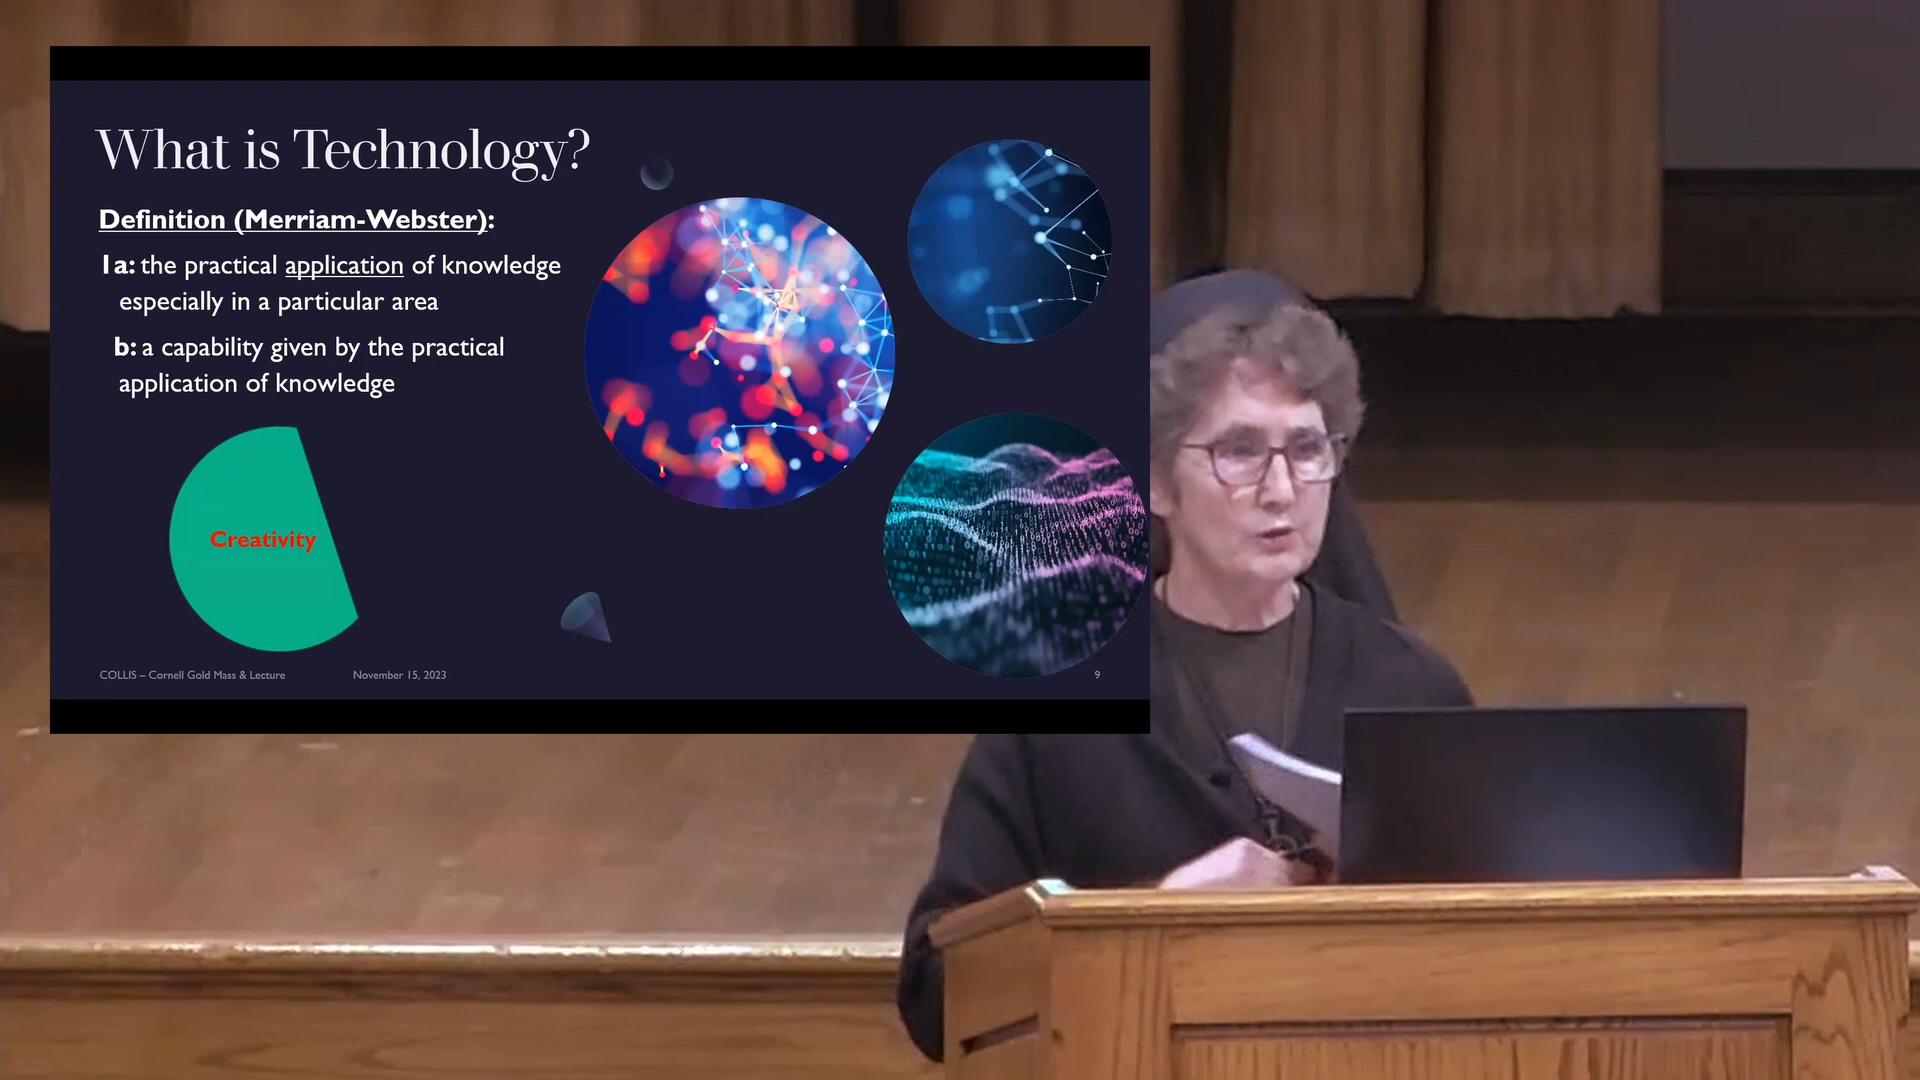 What is Technology?
Definition (Merriam-Webster):
1a: the practical application of knowledge
especially in a particular area
b: a capability given by the practical
application of knowledge
Creativity
COLLIS – Cornell Gold Mass & Lecture November 15, 2023 9